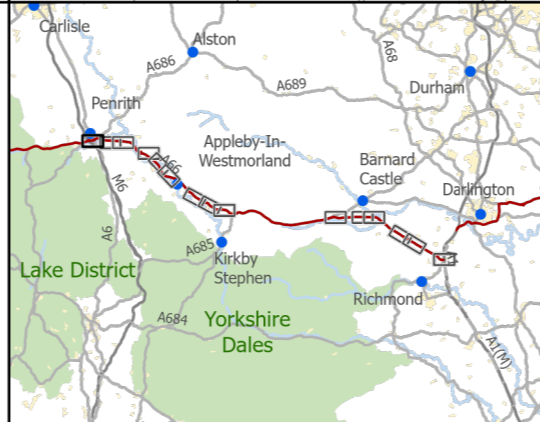 Carlisle
Alston
A686
A68
A689
Durham
Penrith
Appleby-In-
Westmorland
A66
Barnard
Castle
Darlington
M6
A6
A685
Lake District
Kirkby
Stephen
Richmond
A684
Yorkshire
Dales
A1(M)